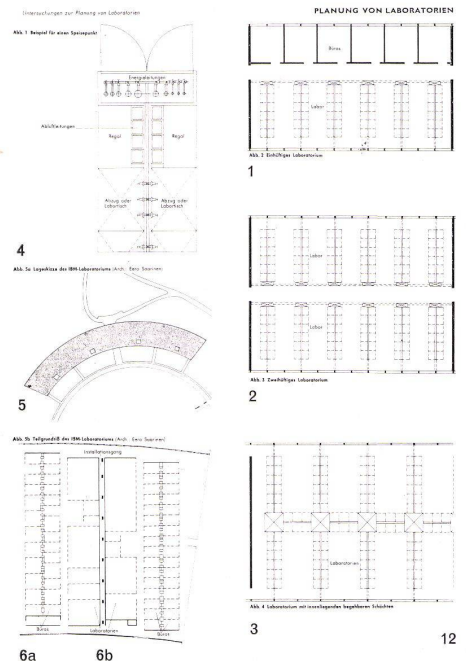 Untersuchungen zur Planung von Laboratorien
PLANUNG VON LABORATORIEN
Abb. 1 Beispiel für einen Speisepunkt
Energieleitungen
Abluftleitungen
Regal
Regal
Abzug oder
Labortisch
Abzug oder
Labortisch
4
Abb. 5a Lageskizze des IBM-Laboratoriums (Arch. Eero Saarinen)
5
Abb. 5b Teilgrundriß des IBM-Laboratoriums (Arch. Eero Saarinen)
Installationsgang
Büros
Laboratorien
Büros
6a
6b
Büros
Labor
Abb. 2 Einhüftiges Laboratorium
1
Labor
Labor
Abb. 3 Zweihüftiges Laboratorium
2
Laboratorien
Abb. 4 Laboratorium mit innenliegenden begehbaren Schächten
3
12